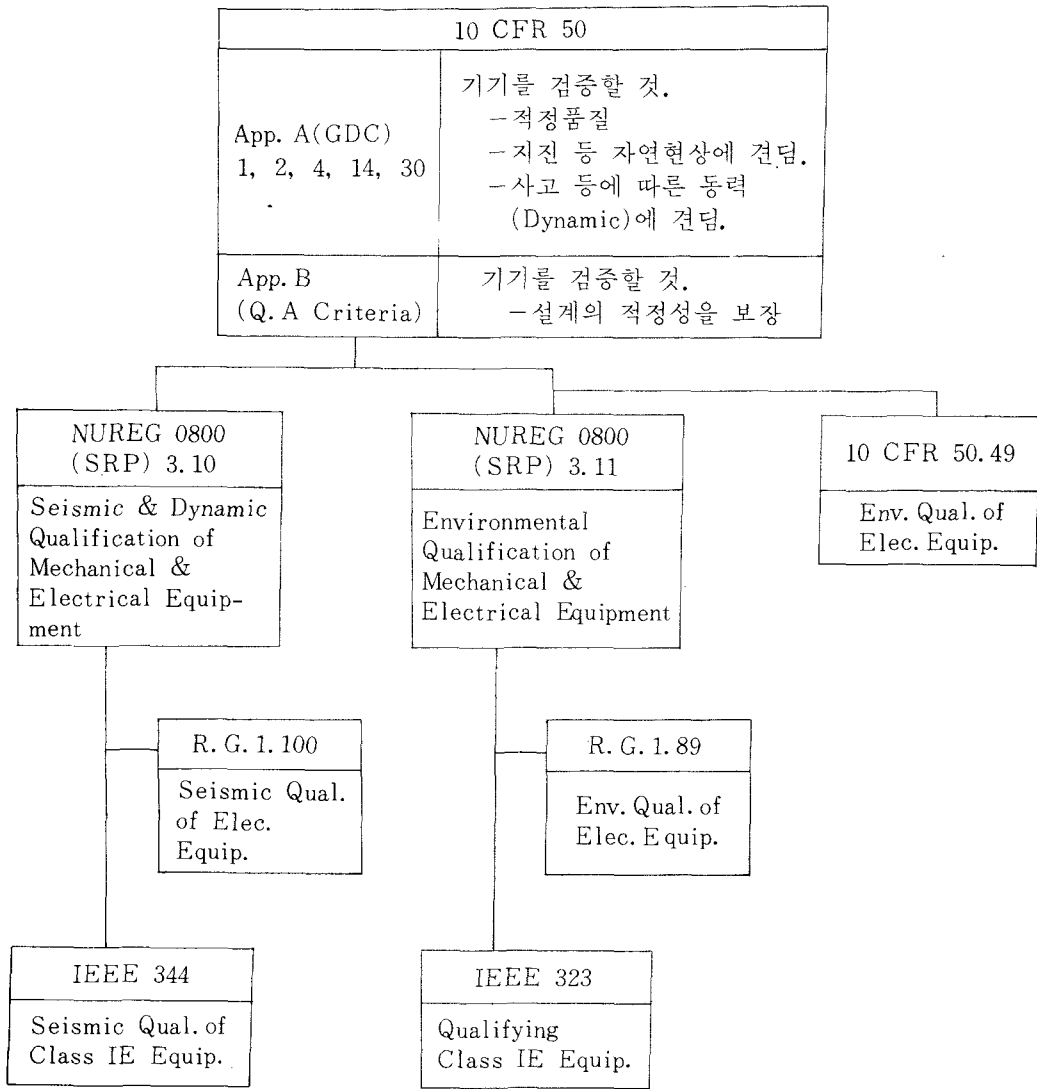 10 CFR 50
App. A(GDC)
1, 2, 4, 14, 30
기기를 검증할 것.
－적정품질
－지진 등 자연현상에 견딤.
－사고 등에 따른 동력
(Dynamic)에 견딤.
App. B
(Q. A Criteria)
기기를 검증할 것.
－설계의 적정성을 보장
NUREG 0800
(SRP) 3.10
Seismic & Dynamic
Qualification of
Mechanical &
Electrical Equip-
ment
NUREG 0800
(SRP) 3.11
Environmental
Qualification of
Mechanical &
Electrical Equipment
10 CFR 50.49
Env. Qual. of
Elec. Equip.
R. G. 1. 100
Seismic Qual.
of Elec.
Equip.
R. G. 1. 89
Env. Qual. of
Elec. Equip.
IEEE 344
Seismic Qual. of
Class IE Equip.
IEEE 323
Qualifying
Class IE Equip.